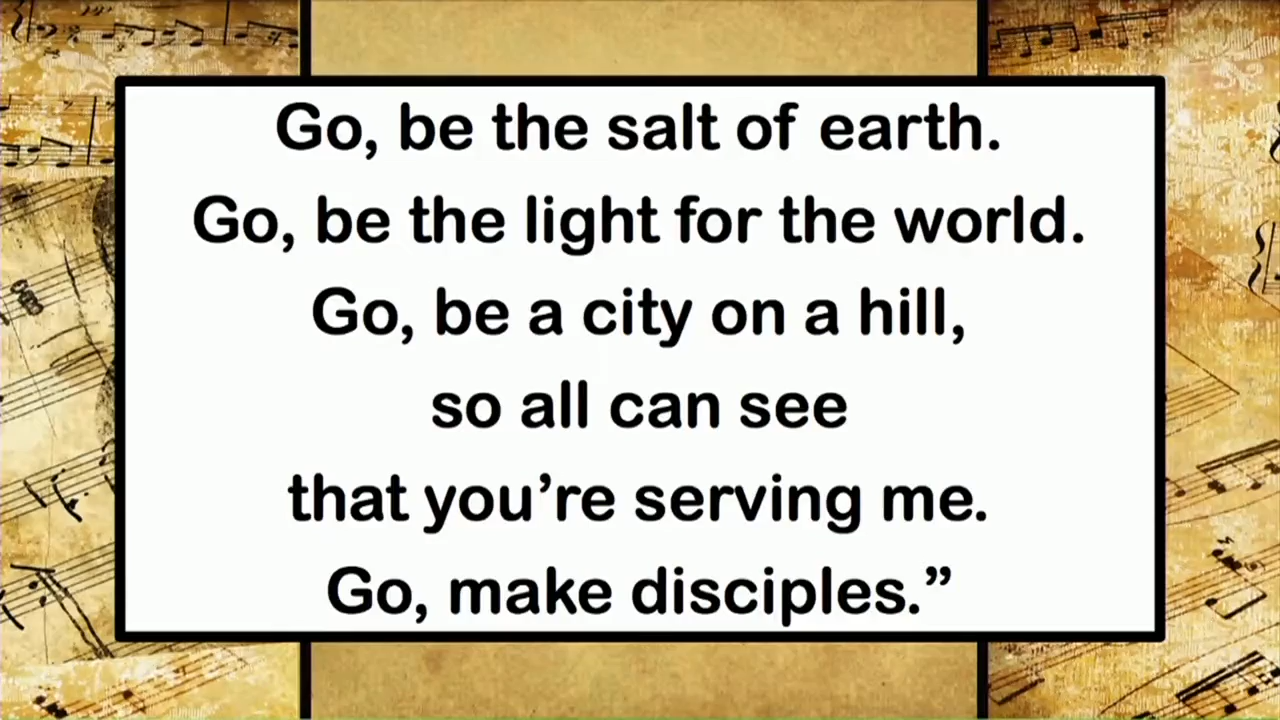 Go, be the salt of earth.
Go, be the light for the world.
Go, be a city on a hill,
so all can see
that you’re serving me.
Go, make disciples.”